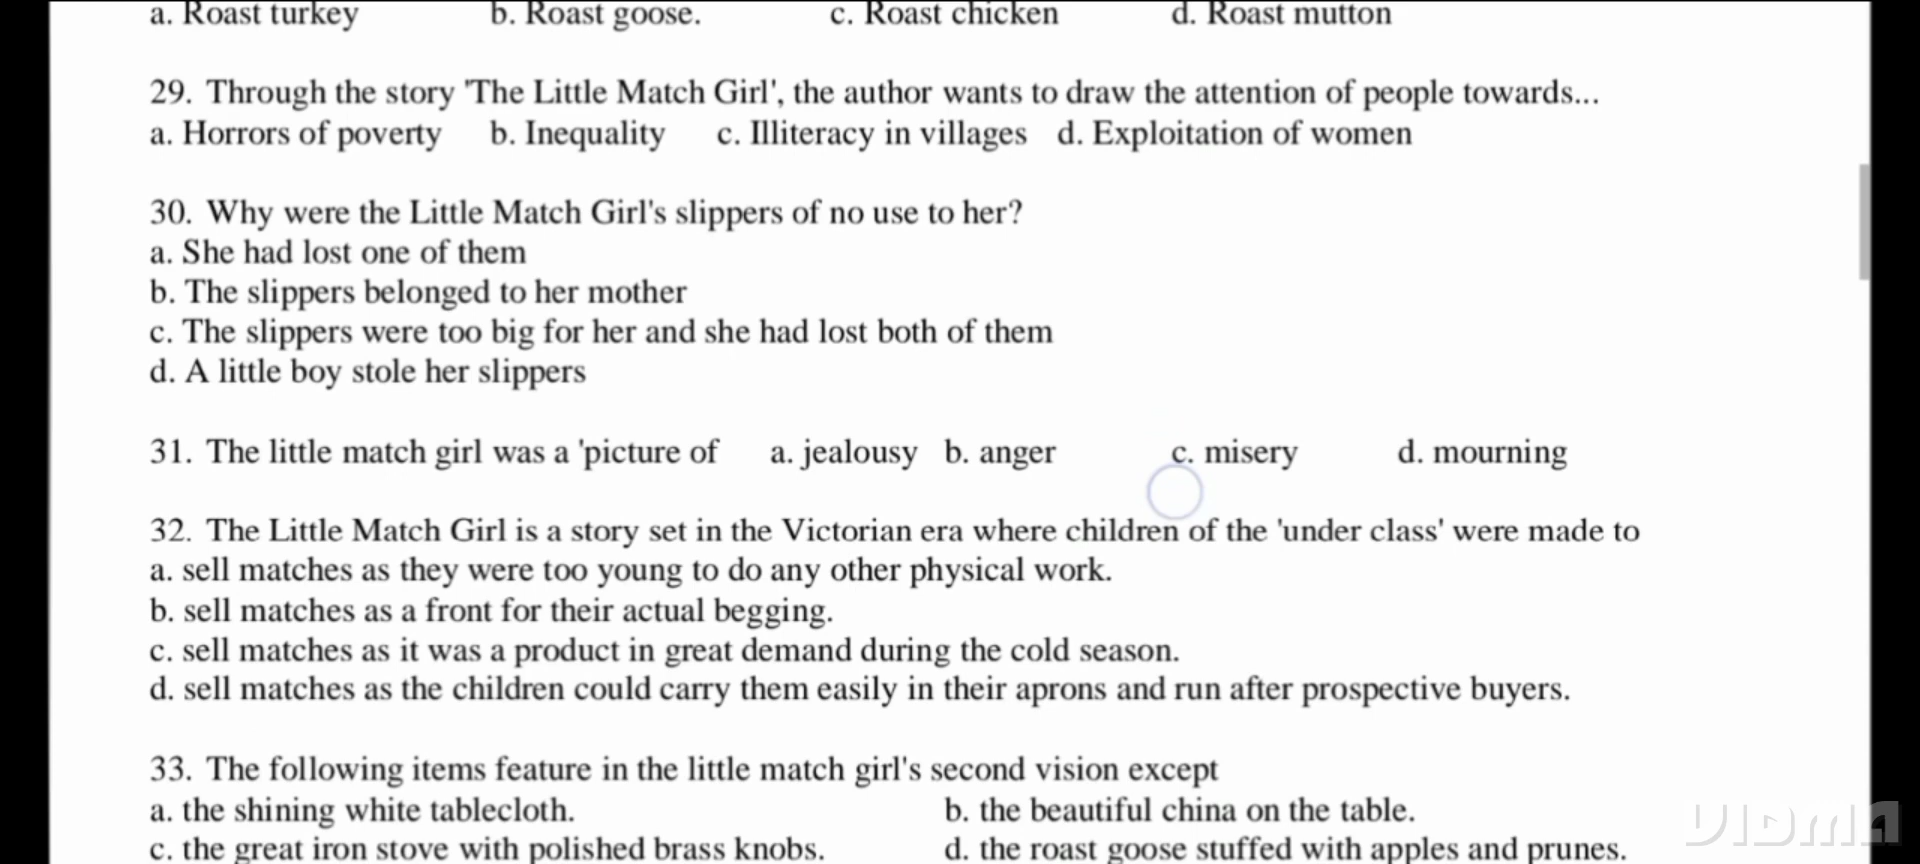 a. Roast turkey b. Roast goose. c. Roast chicken d. Roast mutton
29. Through the story 'The Little Match Girl', the author wants to draw the attention of people towards...
a. Horrors of poverty b. Inequality c. Illiteracy in villages d. Exploitation of women
30. Why were the Little Match Girl's slippers of no use to her?
a. She had lost one of them
b. The slippers belonged to her mother
c. The slippers were too big for her and she had lost both of them
d. A little boy stole her slippers
31. The little match girl was a 'picture of a. jealousy b. anger c. misery d. mourning
32. The Little Match Girl is a story set in the Victorian era where children of the 'under class' were made to
a. sell matches as they were too young to do any other physical work.
b. sell matches as a front for their actual begging.
c. sell matches as it was a product in great demand during the cold season.
d. sell matches as the children could carry them easily in their aprons and run after prospective buyers.
33. The following items feature in the little match girl's second vision except
a. the shining white tablecloth. b. the beautiful china on the table.
c. the great iron stove with polished brass knobs. d. the roast goose stuffed with apples and prunes.
VIDMA